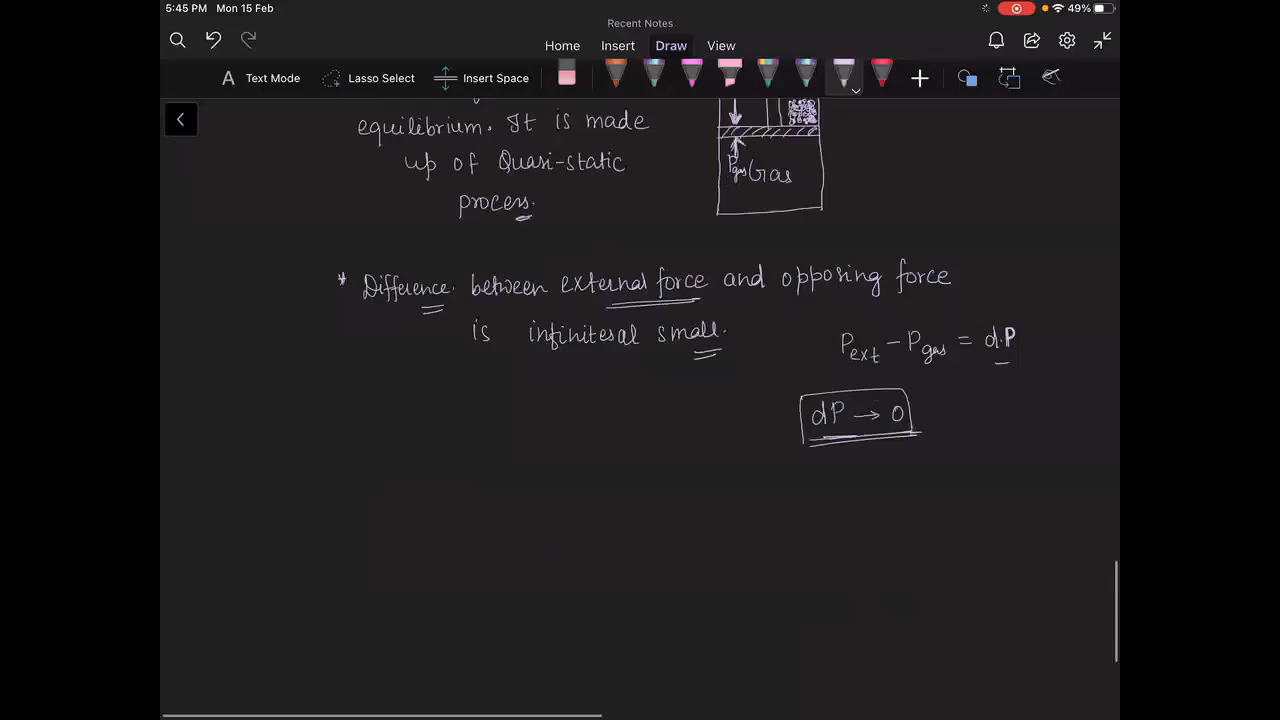 5:45 PM Mon 15 Feb
49%
Recent Notes
Home Insert Draw View
A Text Mode Lasso Select Insert Space
equilibrium. It is made
up of Quasi-static
process.
Pgas Gas
* Difference between external force and opposing force
is infinitesal small.
Pext - Pgas = d.P
dP → 0